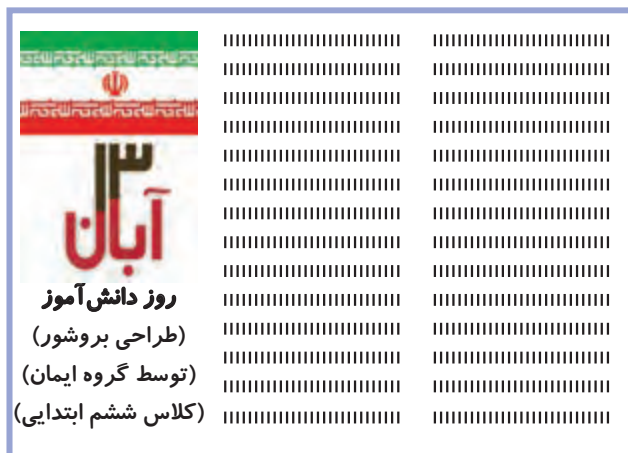 ۱۳
آبان
روز دانش‌آموز
(طراحی بروشور)
(توسط گروه ایمان)
(کلاس ششم ابتدایی)